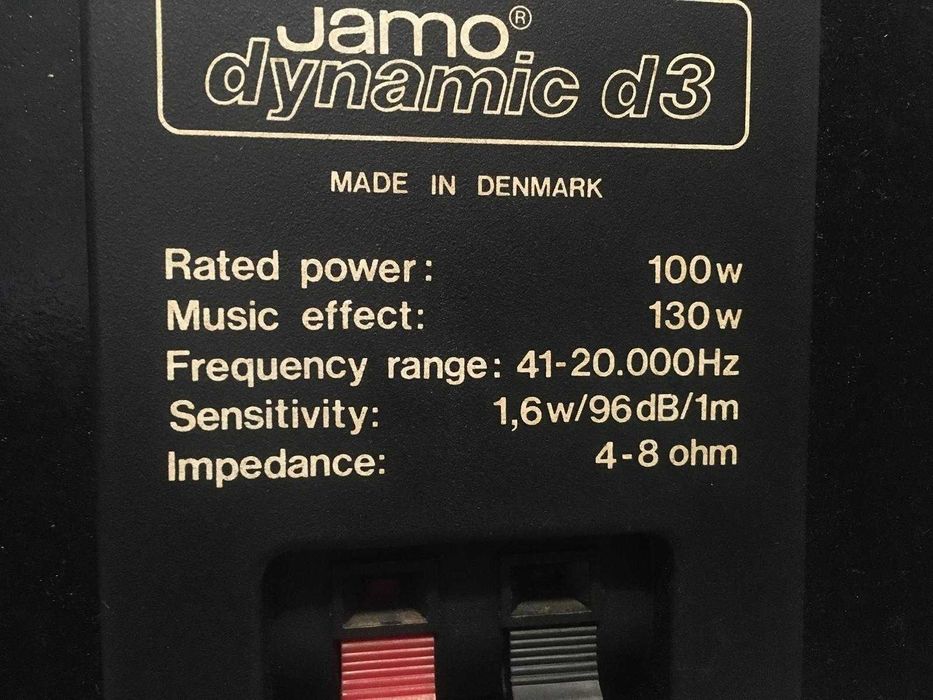 Jamo®
dynamic d3
MADE IN DENMARK
Rated power: 100w
Music effect: 130w
Frequency range: 41-20.000Hz
Sensitivity: 1,6w/96dB/1m
Impedance: 4-8 ohm